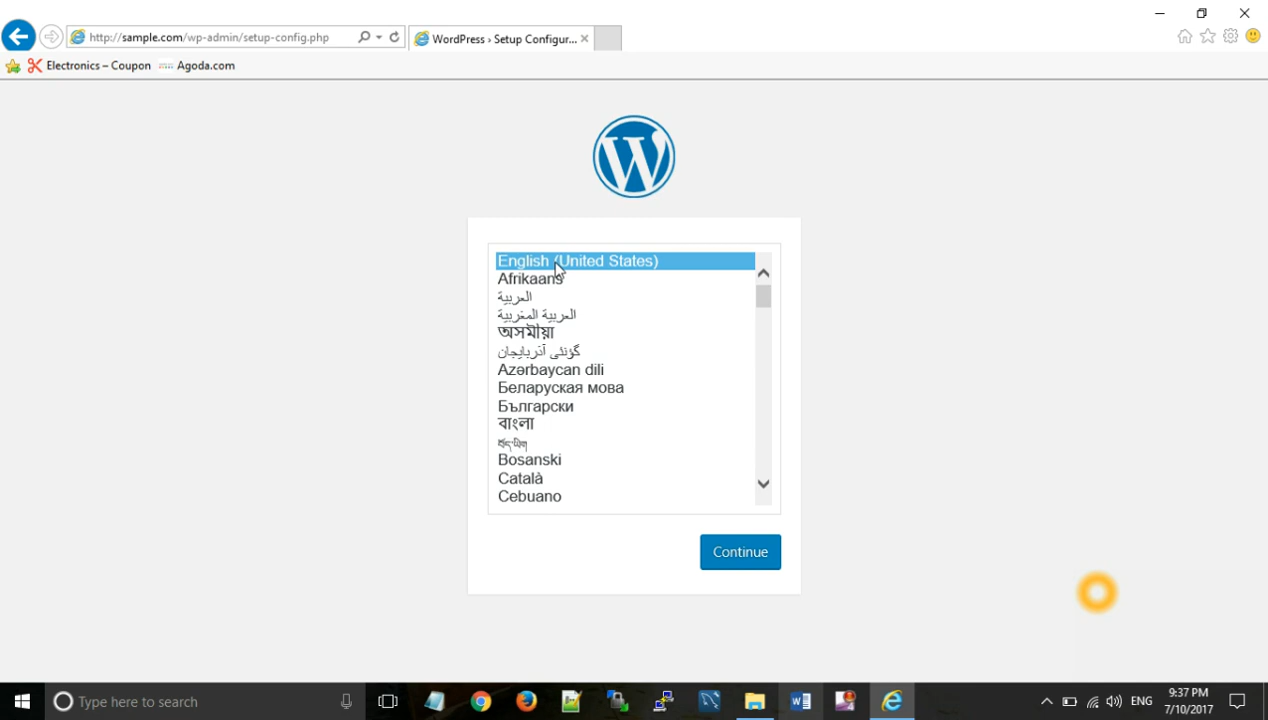 http://sample.com/wp-admin/setup-config.php
WordPress › Setup Configur...
Electronics – Coupon
Agoda.com
English (United States)
Afrikaans
العربية
العربية المغربية
অসমীয়া
گؤنئی آذربایجان
Azərbaycan dili
Беларуская мова
Български
বাংলা
བོད་ཡིག
Bosanski
Català
Cebuano
Continue
Type here to search
ENG
9:37 PM
7/10/2017